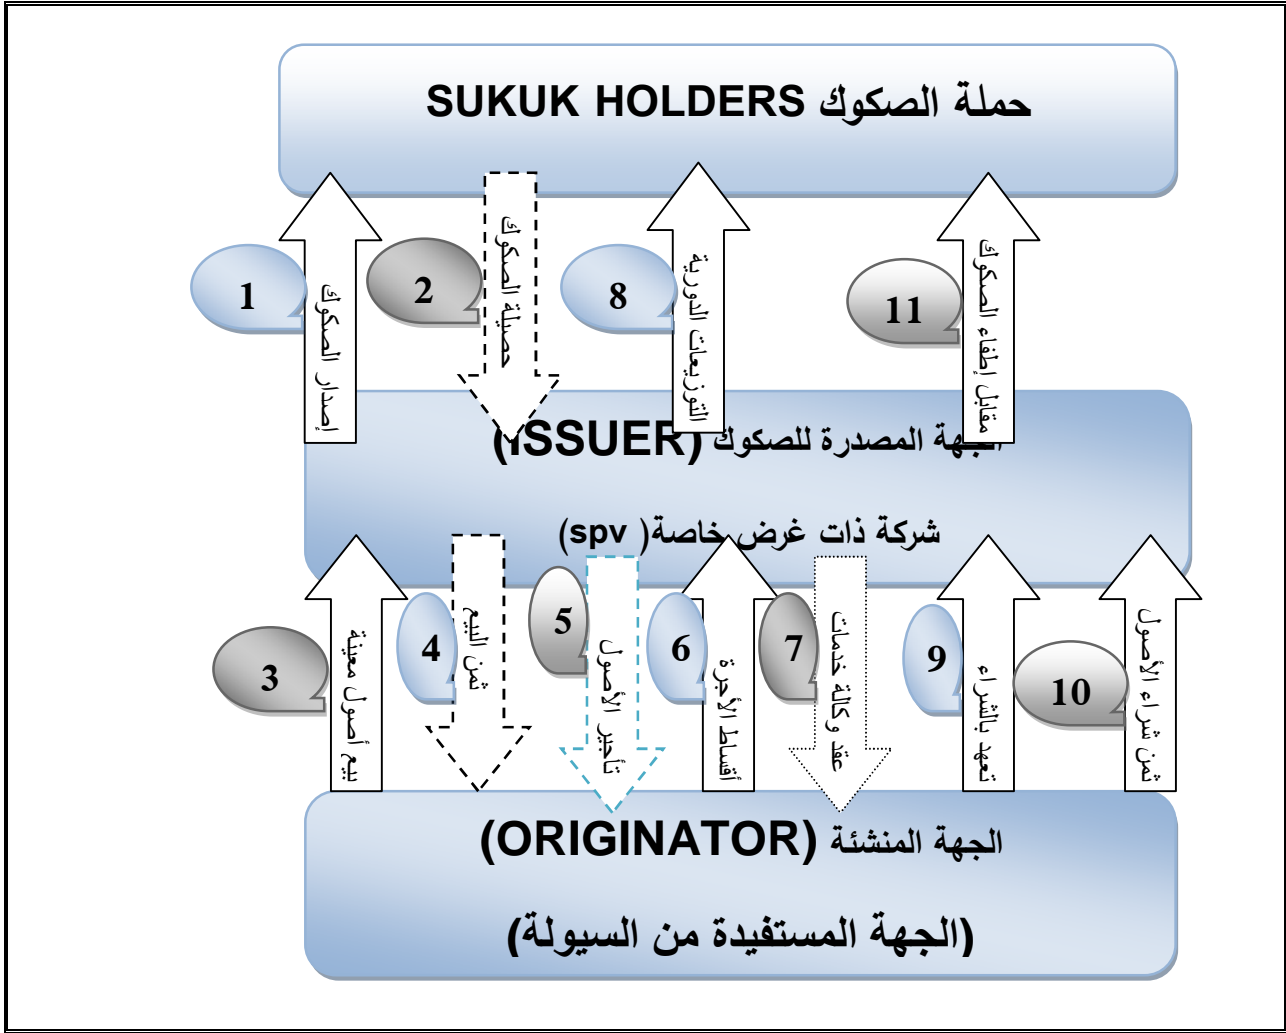 حملة الصكوك SUKUK HOLDERS
1
إصدار الصكوك
2
حصيلة الصكوك
8
التوزيعات الدورية
11
مقابل إطفاء الصكوك
الجهة المصدرة للصكوك (ISSUER)
شركة ذات غرض خاصة( spv)
3
بيع أصول معينة
4
ثمن البيع
5
تأجير الأصول
6
أقساط الأجرة
7
عقد وكالة خدمات
9
تعهد بالشراء
10
ثمن شراء الأصول
الجهة المنشئة (ORIGINATOR)
(الجهة المستفيدة من السيولة)